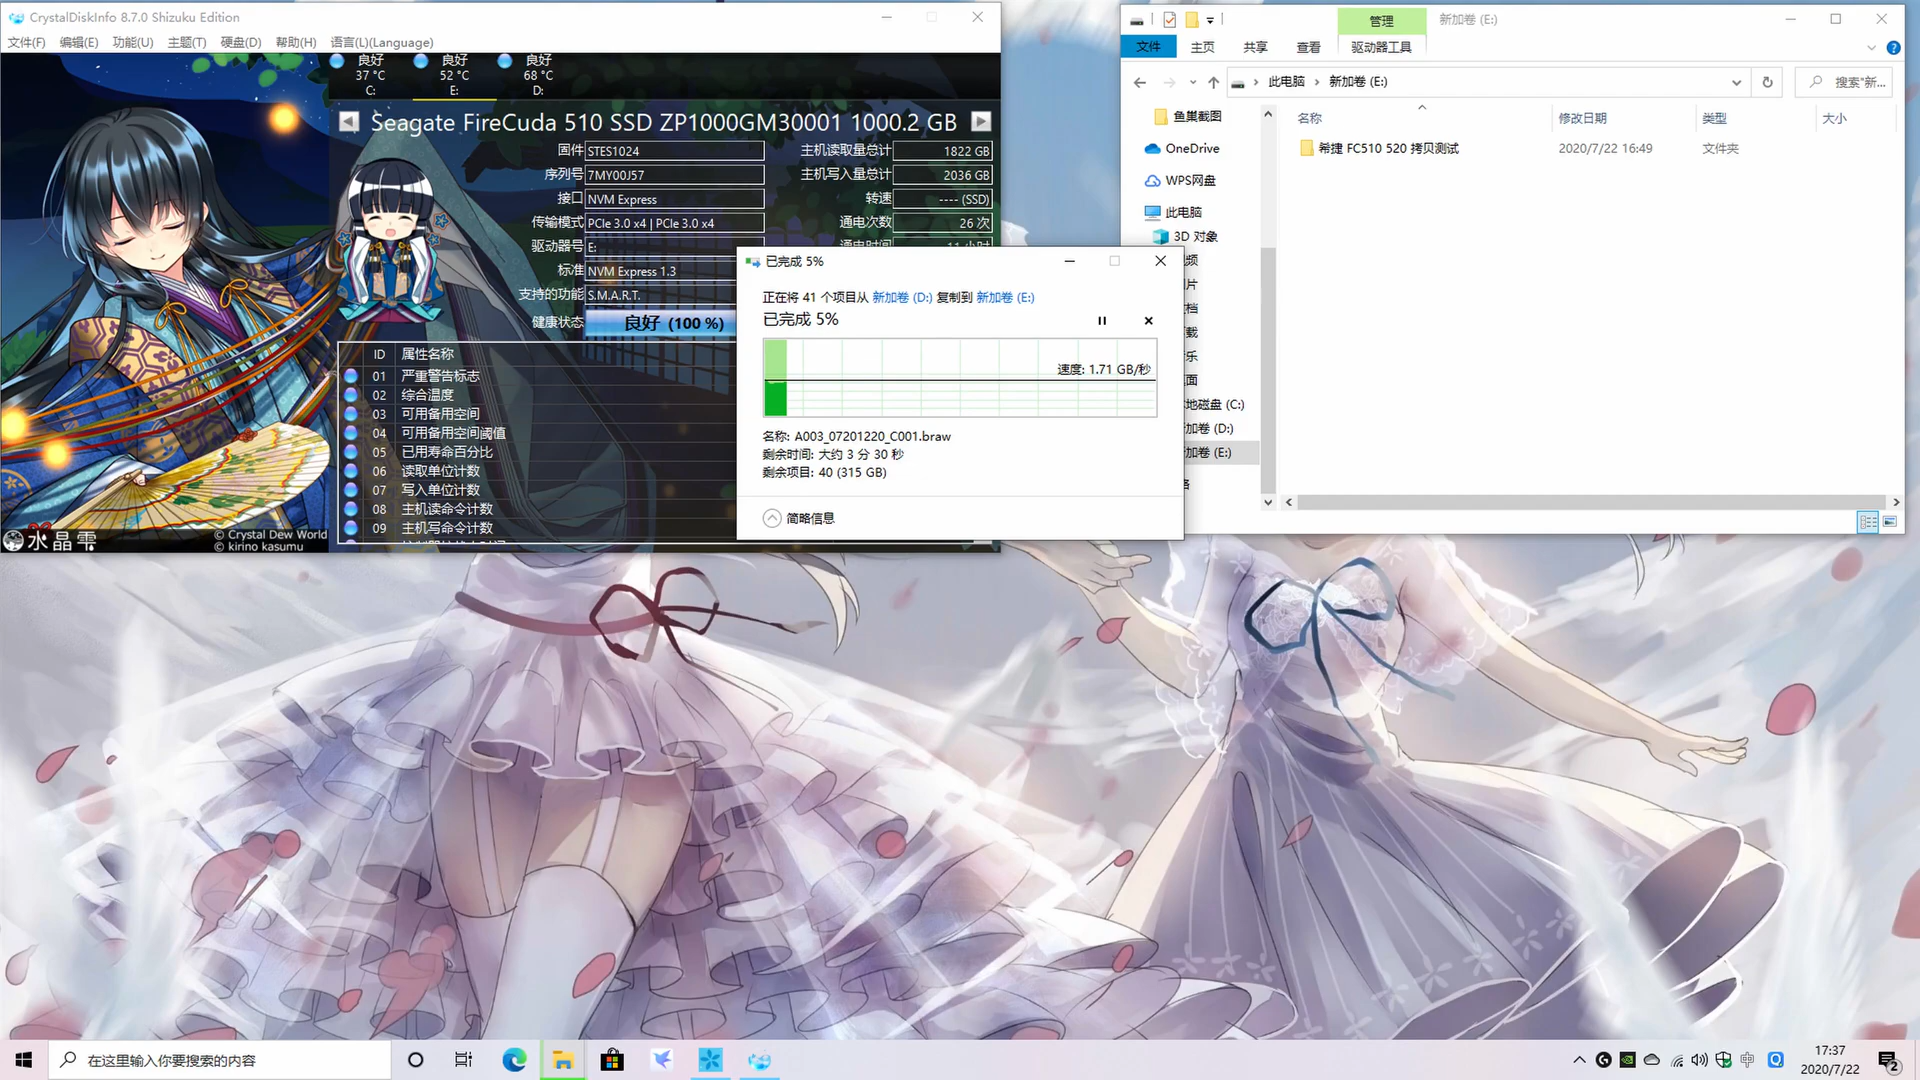 CrystalDiskInfo 8.7.0 Shizuku Edition
文件(F) 编辑(E) 功能(U) 主题(T) 硬盘(D) 帮助(H) 语言(L)(Language)
良好 良好 良好
37 °C 52 °C 68 °C
C: E: D:
Seagate FireCuda 510 SSD ZP1000GM30001 1000.2 GB
固件 STES1024 主机读取量总计 1822 GB
序列号 7MY00J57 主机写入量总计 2036 GB
接口 NVM Express 转速 ---- (SSD)
传输模式 PCIe 3.0 x4 | PCIe 3.0 x4 通电次数 26 次
驱动器号 E:
标准 NVM Express 1.3
支持的功能 S.M.A.R.T.
健康状态 良好 (100 %)
ID 属性名称
01 严重警告标志
02 综合温度
03 可用备用空间
04 可用备用空间阈值
05 已用寿命百分比
06 读取单位计数
07 写入单位计数
08 主机读命令计数
09 主机写命令计数
水晶雫
© Crystal Dew World
© kirino kasumu
已完成 5%
正在将 41 个项目从 新加卷 (D:) 复制到 新加卷 (E:)
已完成 5%
速度: 1.71 GB/秒
名称: A003_07201220_C001.braw
剩余时间: 大约 3 分 30 秒
剩余项目: 40 (315 GB)
简略信息
管理 新加卷 (E:)
文件 主页 共享 查看 驱动器工具
此电脑 新加卷 (E:)
搜索"新...
鱼巢截图
OneDrive
WPS网盘
此电脑
3D 对象
频
片
档
载
乐
面
地磁盘 (C:)
加卷 (D:)
加卷 (E:)
络
名称 修改日期 类型 大小
希捷 FC510 520 拷贝测试 2020/7/22 16:49 文件夹
在这里输入你要搜索的内容
中
17:37
2020/7/22
2